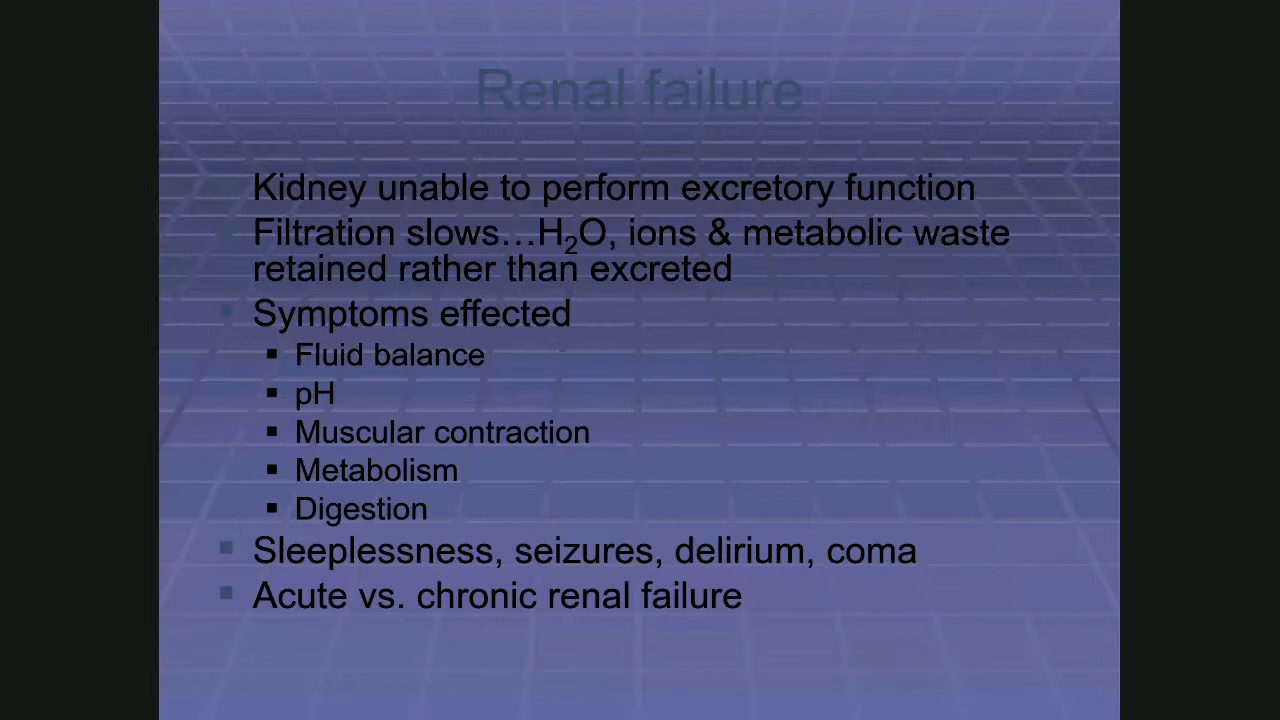 Renal failure
Kidney unable to perform excretory function
Filtration slows…H₂O, ions & metabolic waste
retained rather than excreted
Symptoms effected
Fluid balance
pH
Muscular contraction
Metabolism
Digestion
Sleeplessness, seizures, delirium, coma
Acute vs. chronic renal failure